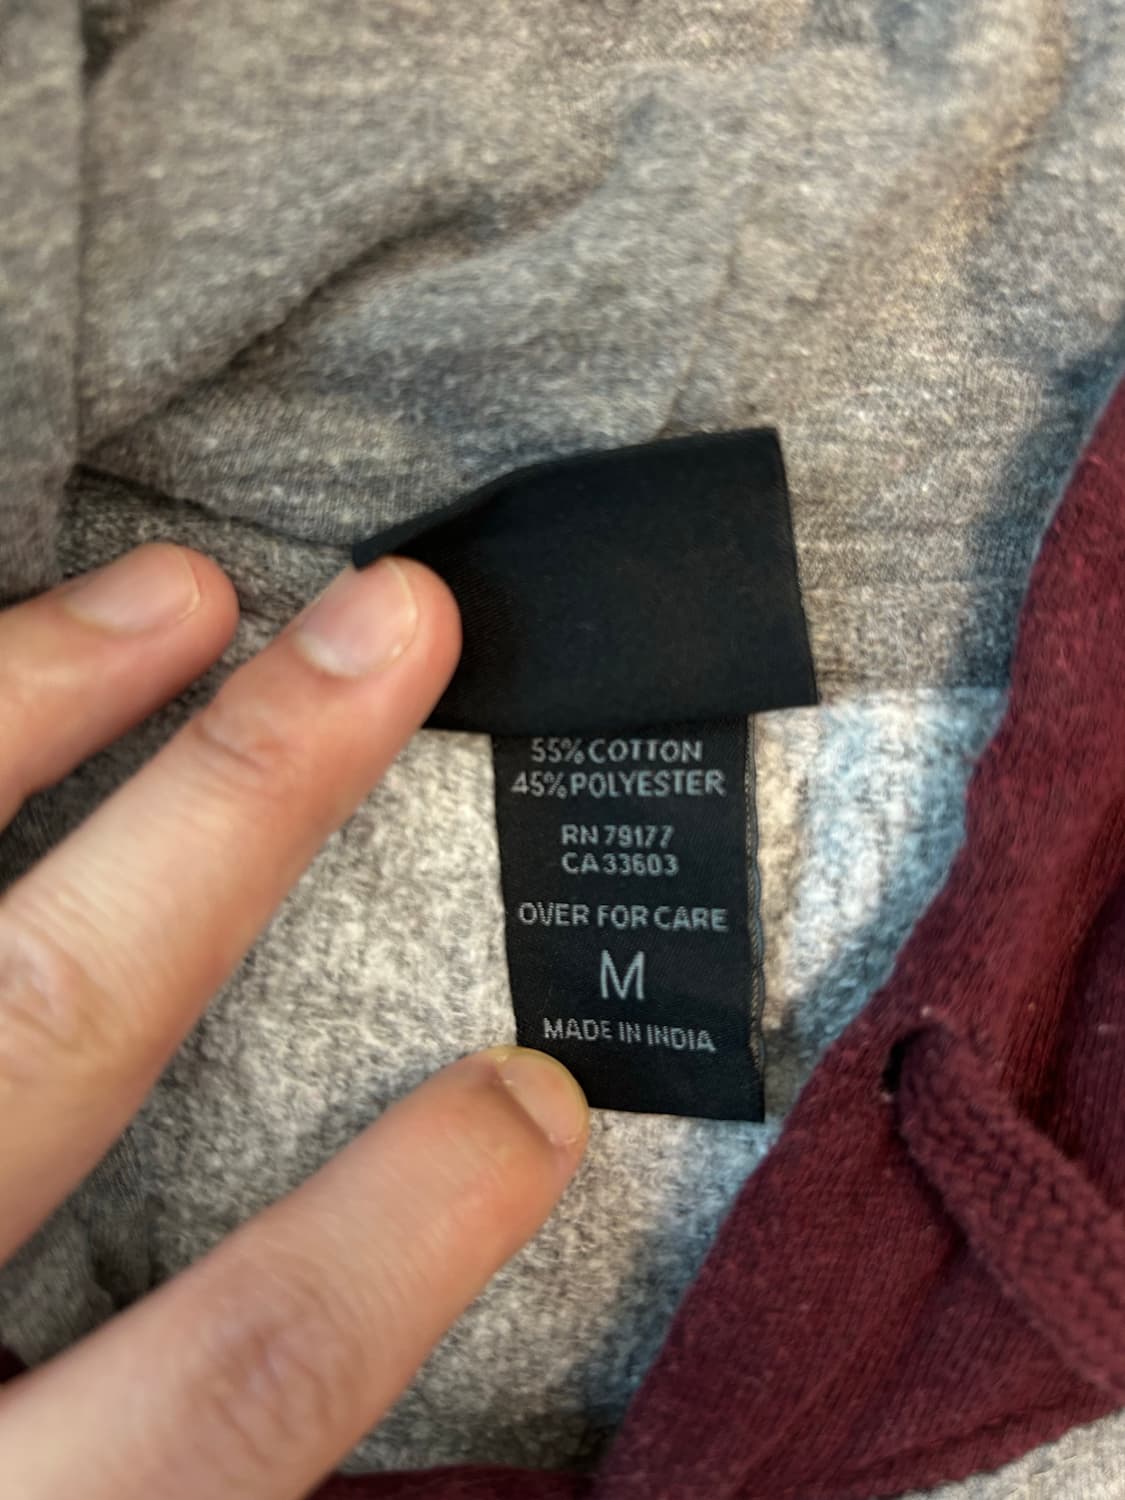 55% COTTON
45% POLYESTER
RN 79177
CA 33603
OVER FOR CARE
M
MADE IN INDIA